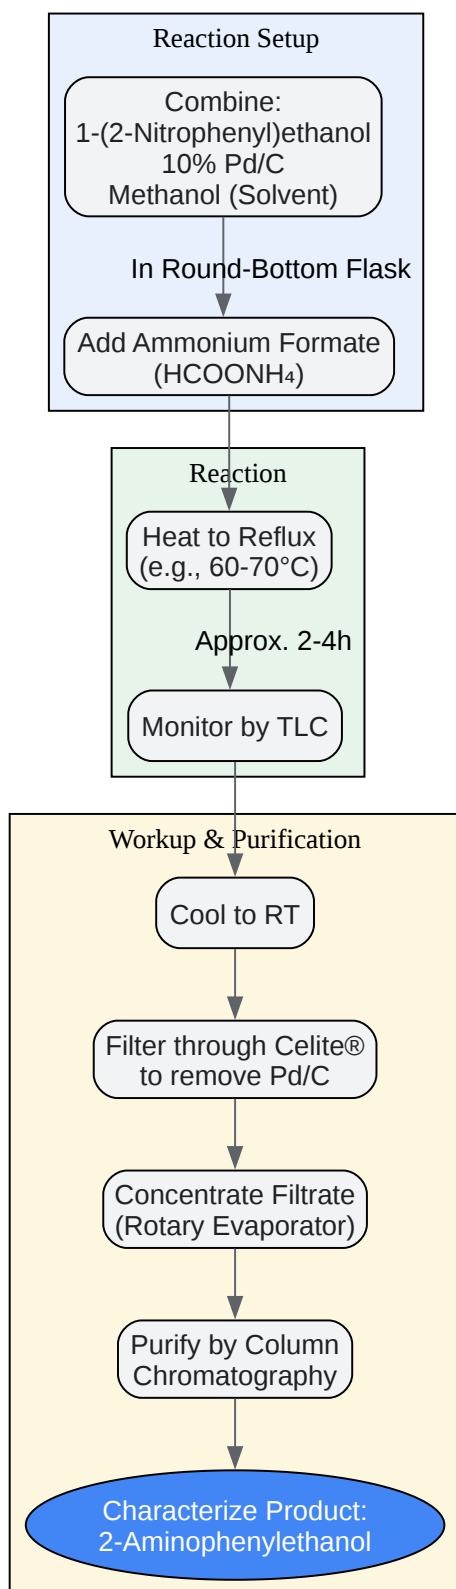 Reaction Setup
Combine:
1-(2-Nitrophenyl)ethanol
10% Pd/C
Methanol (Solvent)
In Round-Bottom Flask
Add Ammonium Formate
(HCOONH₄)
Reaction
Heat to Reflux
(e.g., 60-70°C)
Approx. 2-4h
Monitor by TLC
Workup & Purification
Cool to RT
Filter through Celite®
to remove Pd/C
Concentrate Filtrate
(Rotary Evaporator)
Purify by Column
Chromatography
Characterize Product:
2-Aminophenylethanol